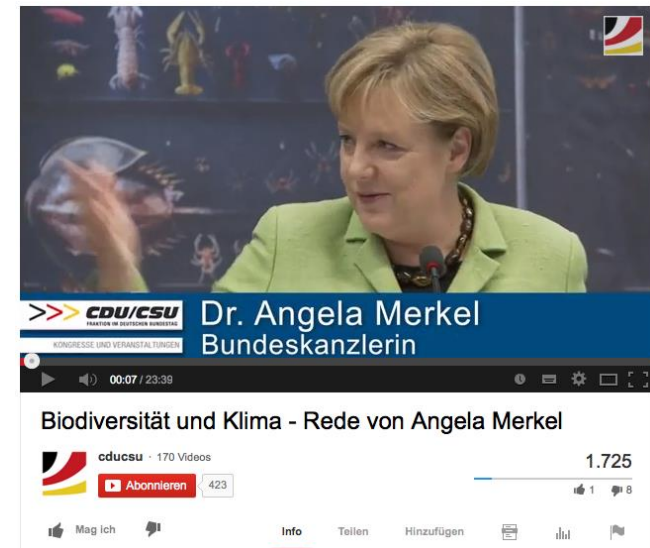 Dr. Angela Merkel
Bundeskanzlerin
>>> CDU/CSU
FRAKTION IM DEUTSCHEN BUNDESTAG
KONGRESSE UND VERANSTALTUNGEN
00:07 / 23:39
Biodiversität und Klima - Rede von Angela Merkel
cducsu · 170 Videos
Abonnieren 423
1.725
1 8
Mag ich Info Teilen Hinzufügen